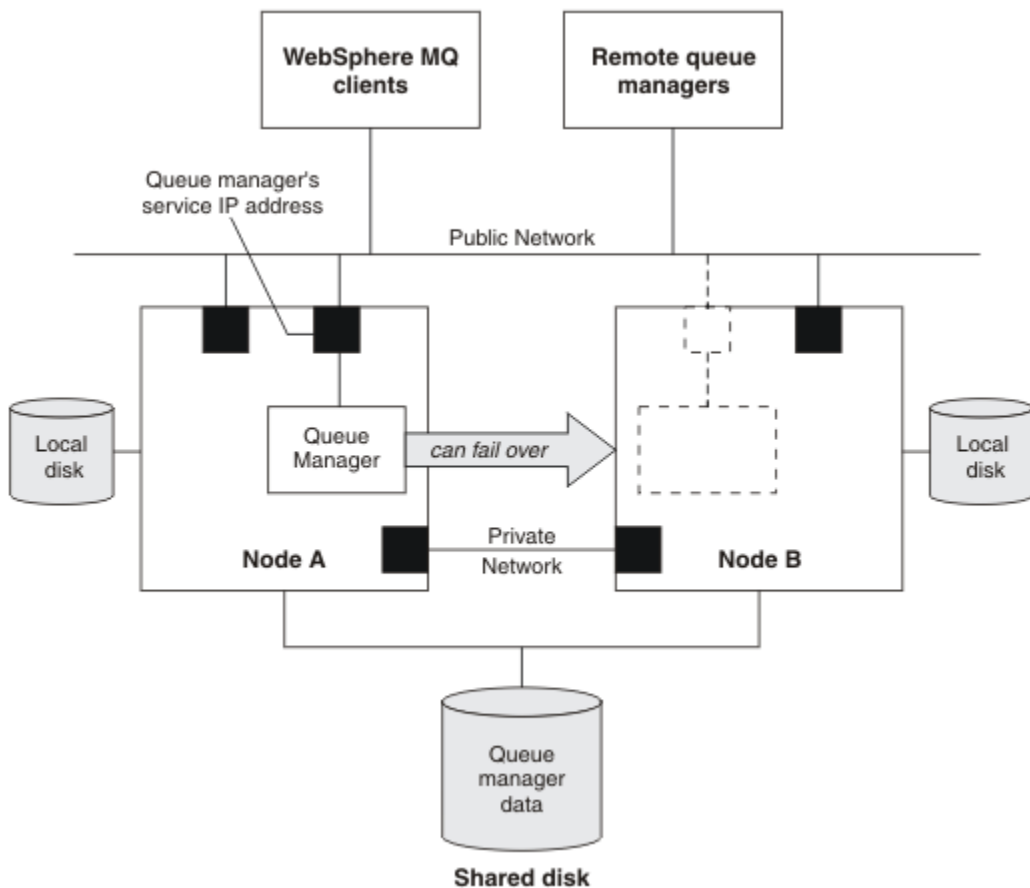 WebSphere MQ
clients
Remote queue
managers
Queue manager's
service IP address
Public Network
Local
disk
Queue
Manager
can fail over
Local
disk
Private
Network
Node A
Node B
Queue
manager
data
Shared disk